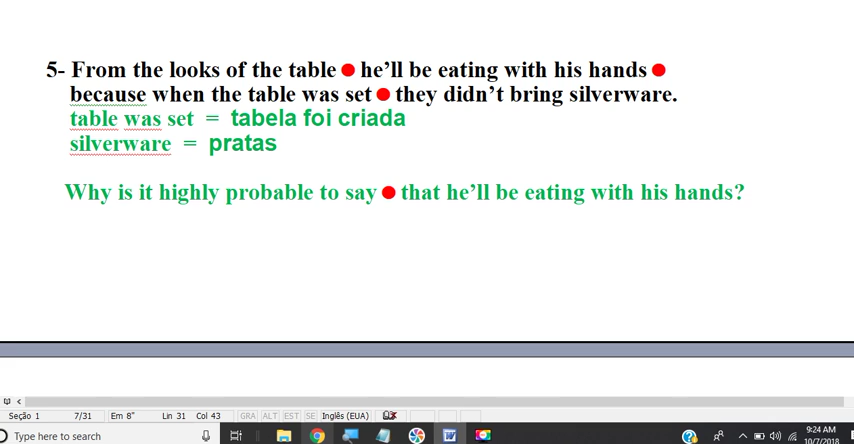 5- From the looks of the table ● he’ll be eating with his hands ●
because when the table was set ● they didn’t bring silverware.
table was set = tabela foi criada
silverware = pratas
Why is it highly probable to say ● that he’ll be eating with his hands?
Seção 1 7/31 Em 8" Lin 31 Col 43 GRA ALT EST SE Inglês (EUA)
Type here to search 9:24 AM
10/7/2018